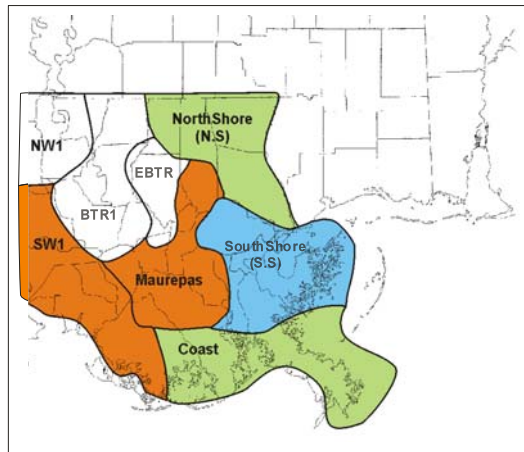 NorthShore
(N.S)
NW1
EBTR
BTR1
SW1
SouthShore
(S.S)
Maurepas
Coast